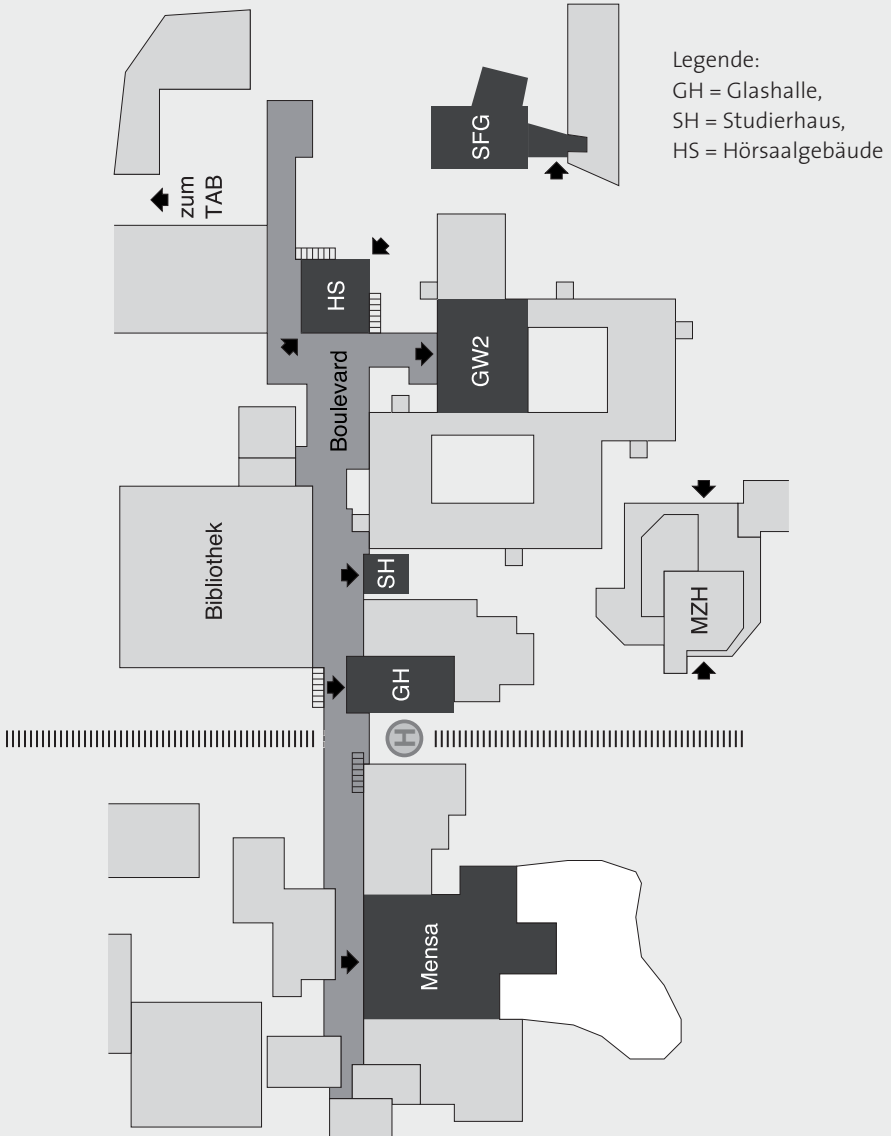 Legende:
GH = Glashalle,
SH = Studierhaus,
HS = Hörsaalgebäude
SFG
zum
TAB
HS
GW2
Boulevard
Bibliothek
SH
MZH
GH
H
Mensa